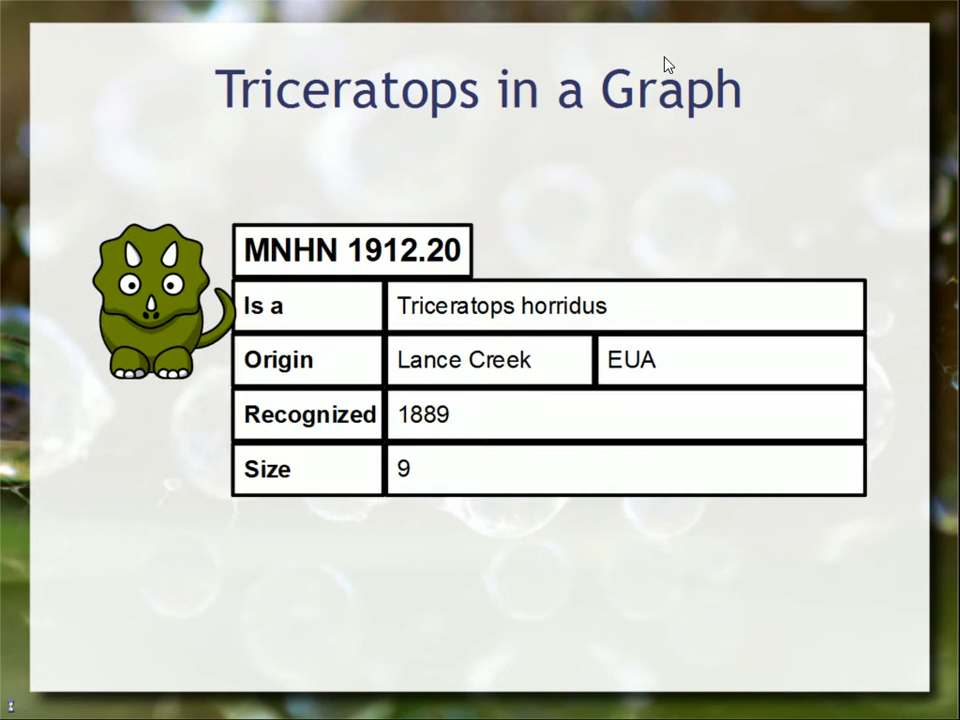 Triceratops in a Graph
MNHN 1912.20
Is a Triceratops horridus
Origin Lance Creek EUA
Recognized 1889
Size 9